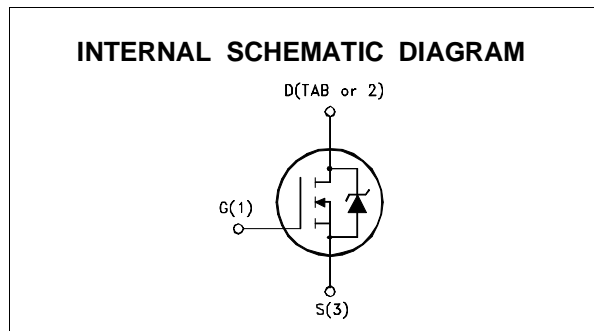 INTERNAL SCHEMATIC DIAGRAM
D(TAB or 2)
G(1)
S(3)